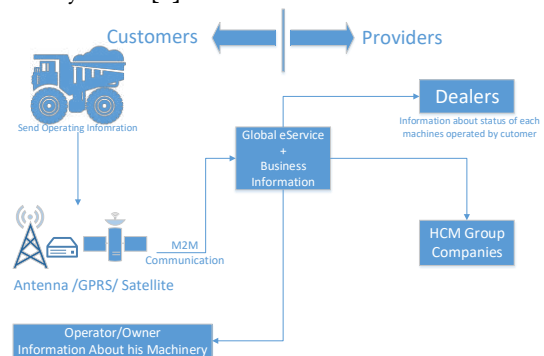 Customers
Providers
Send Operating Infomration
Dealers
Information about status of each
machines operated by cutomer
Global eService
+
Business
Information
M2M
Communication
HCM Group
Companies
Antenna /GPRS/ Satellite
Operator/Owner
Information About his Machinery